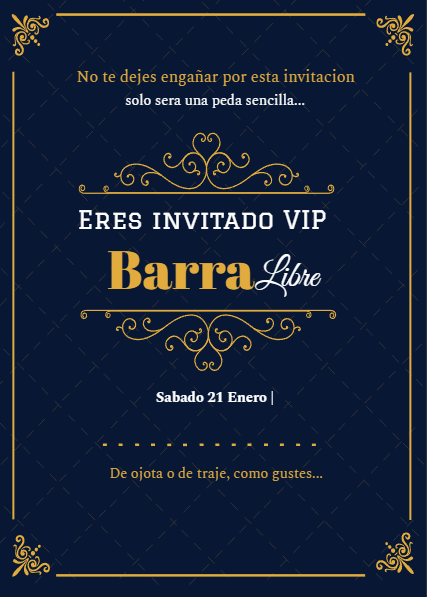 No te dejes engañar por esta invitacion
solo sera una peda sencilla...
Eres invitado VIP
Barra Libre
Sabado 21 Enero |
- - - - - - - - - - - - - -
De ojota o de traje, como gustes...